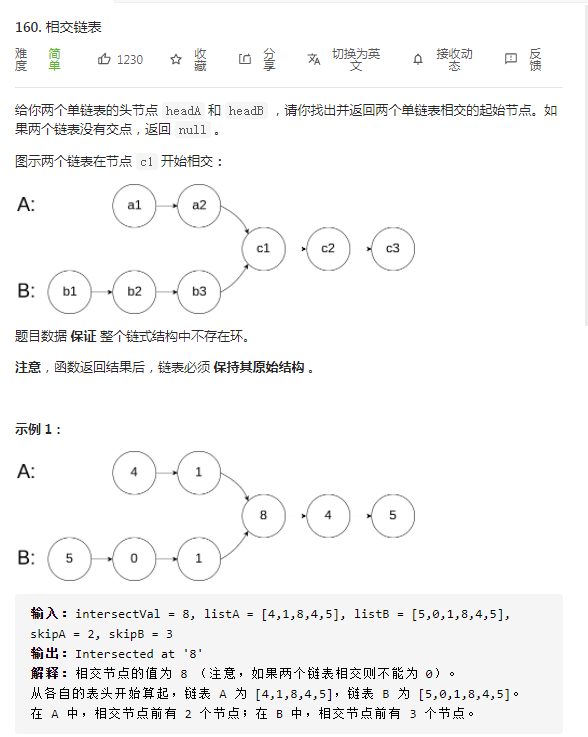 160. 相交链表
难度 简单 1230 收藏 分享 切换为英文 接收动态 反馈
给你两个单链表的头节点 headA 和 headB ，请你找出并返回两个单链表相交的起始节点。如
果两个链表没有交点，返回 null 。
图示两个链表在节点 c1 开始相交：
A: a1 a2
c1 c2 c3
B: b1 b2 b3
题目数据 保证 整个链式结构中不存在环。
注意，函数返回结果后，链表必须 保持其原始结构 。
示例 1：
A: 4 1
8 4 5
B: 5 0 1
输入：intersectVal = 8, listA = [4,1,8,4,5], listB = [5,0,1,8,4,5],
skipA = 2, skipB = 3
输出：Intersected at '8'
解释：相交节点的值为 8 （注意，如果两个链表相交则不能为 0）。
从各自的表头开始算起，链表 A 为 [4,1,8,4,5]，链表 B 为 [5,0,1,8,4,5]。
在 A 中，相交节点前有 2 个节点；在 B 中，相交节点前有 3 个节点。